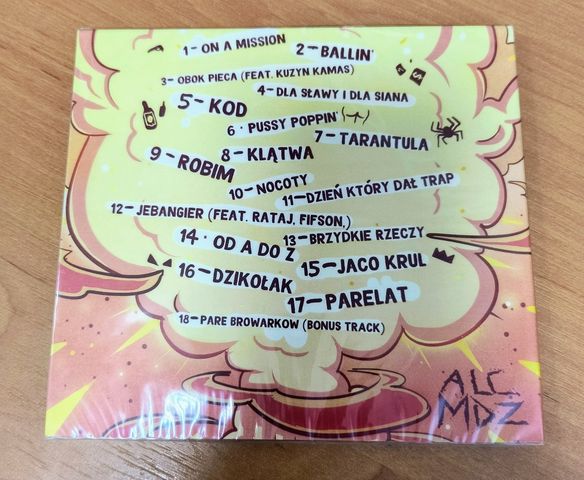 1- ON A MISSION
2- BALLIN'
3- OBOK PIECA (FEAT. KUZYN KAMAS)
4- DLA SŁAWY I DLA SIANA
5- KOD
6· PUSSY POPPIN'
7- TARANTULA
8- KLĄTWA
9- ROBIM
10- NOCOTY
11- DZIEŃ KTÓRY DAŁ TRAP
12- JEBANGIER (FEAT. RATAJ, FIFSON,)
13- BRZYDKIE RZECZY
14· OD A DO Z
15- JACO KRUL
16- DZIKOŁAK
17- PARELAT
18- PARE BROWARKOW (BONUS TRACK)
ALC
MDZ